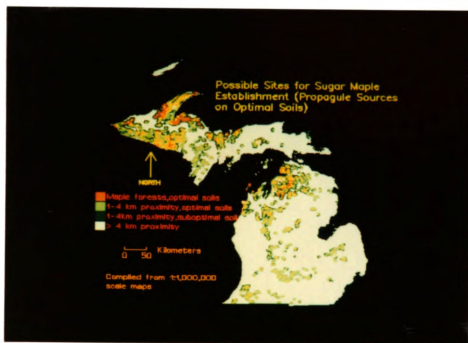 Possible Sites for Sugar Maple
Establishment (Propagule Sources
on Optimal Soils)
NORTH
Maple forests,optimal soils
1-4 km proximity,optimal soils
1-4km proximity,suboptimal soil
> 4 km proximity
Kilometers
0 50
Compiled from 1:1,000,000
scale maps